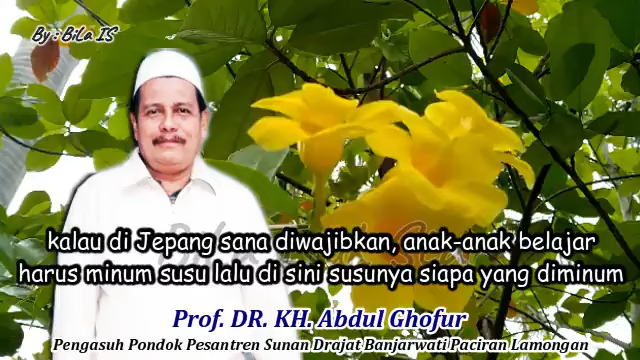 By : BiLa IS
kalau di Jepang sana diwajibkan, anak-anak belajar
harus minum susu lalu di sini susunya siapa yang diminum
Prof. DR. KH. Abdul Ghofur
Pengasuh Pondok Pesantren Sunan Drajat Banjarwati Paciran Lamongan